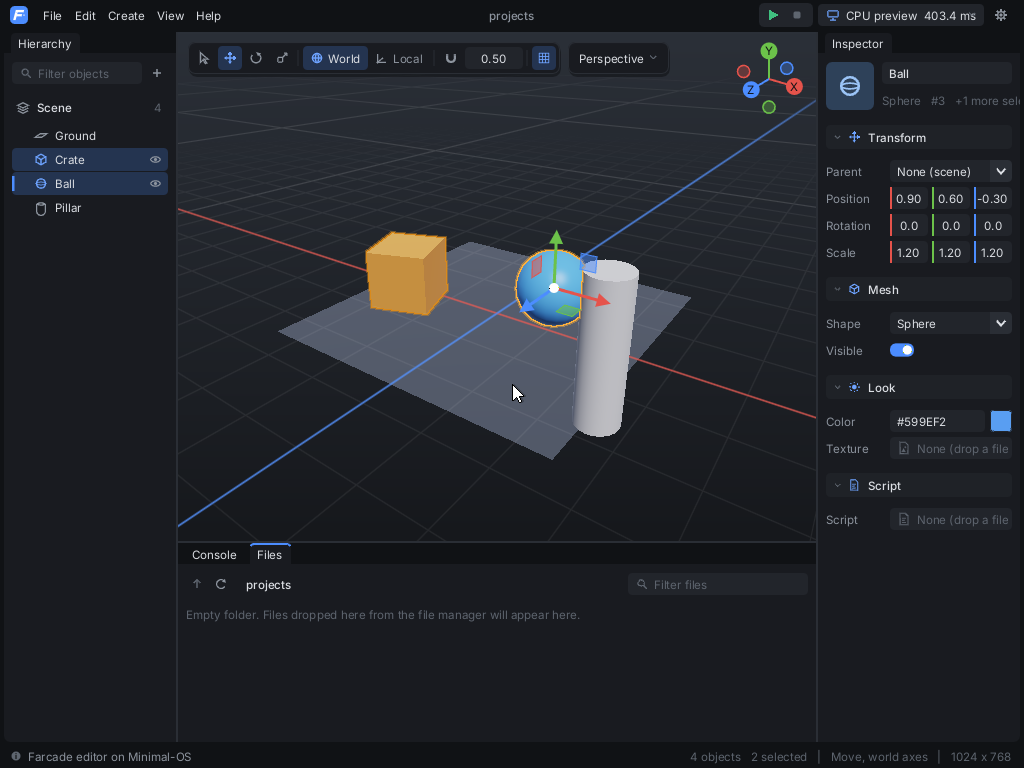 File Edit Create View Help
projects
CPU preview 403.4 ms
Hierarchy
Filter objects
Scene 4
Ground
Crate
Ball
Pillar
World Local 0.50
Perspective
Y
X
Z
Inspector
Ball
Sphere #3 +1 more sel
Transform
Parent None (scene)
Position 0.90 0.60 -0.30
Rotation 0.0 0.0 0.0
Scale 1.20 1.20 1.20
Mesh
Shape Sphere
Visible
Look
Color #599EF2
Texture None (drop a file
Script
Script None (drop a file
Console Files
projects
Filter files
Empty folder. Files dropped here from the file manager will appear here.
Farcade editor on Minimal-OS
4 objects 2 selected | Move, world axes | 1024 x 768